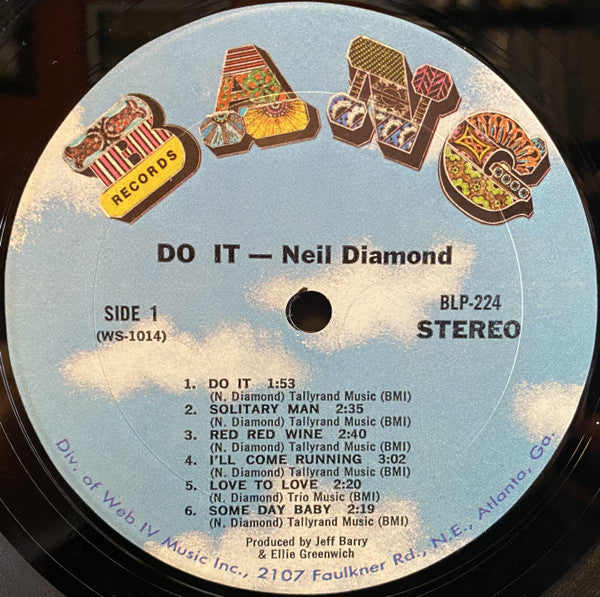 BANG
RECORDS
DO IT — Neil Diamond
SIDE 1
(WS-1014)
BLP-224
STEREO
1. DO IT 1:53
(N. Diamond) Tallyrand Music (BMI)
2. SOLITARY MAN 2:35
(N. Diamond) Tallyrand Music (BMI)
3. RED RED WINE 2:40
(N. Diamond) Tallyrand Music (BMI)
4. I'LL COME RUNNING 3:02
(N. Diamond) Tallyrand Music (BMI)
5. LOVE TO LOVE 2:20
(N. Diamond) Trio Music (BMI)
6. SOME DAY BABY 2:19
(N. Diamond) Tallyrand Music (BMI)
Produced by Jeff Barry
& Ellie Greenwich
Div. of Web IV Music Inc., 2107 Faulkner Rd., N.E., Atlanta, Ga.